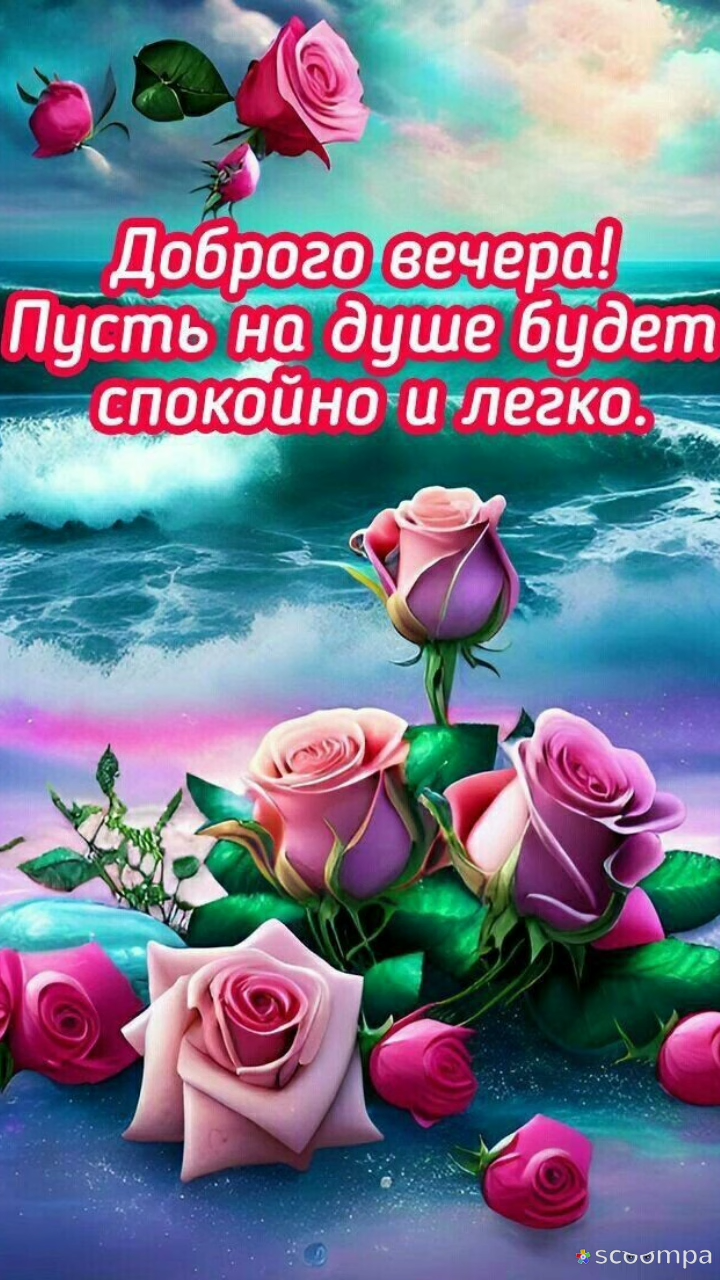 Доброго вечера!
Пусть на душе будет
спокойно и легко.
scoompa